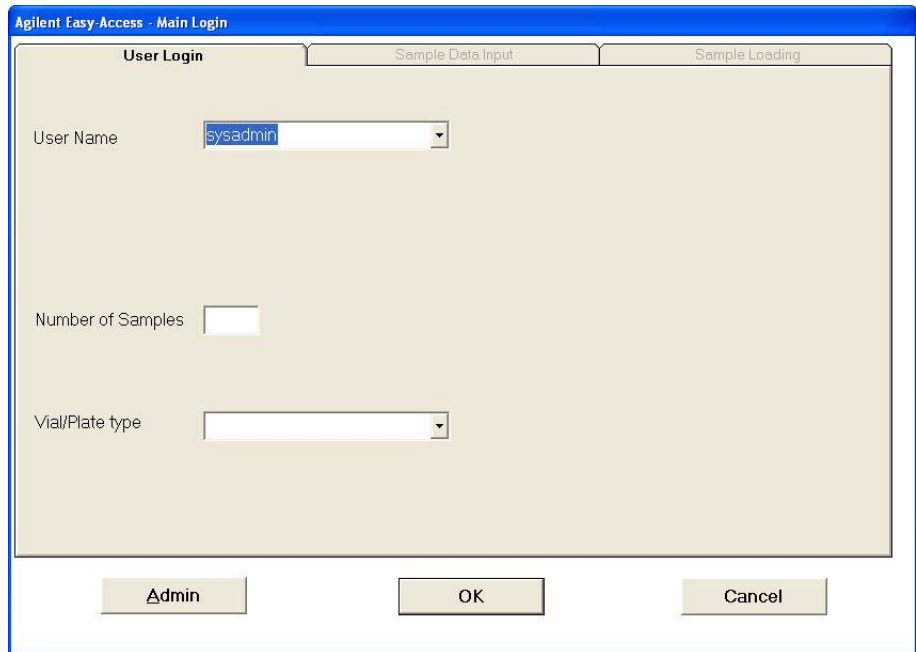 Agilent Easy-Access - Main Login
User Login Sample Data Input Sample Loading
User Name sysadmin
Number of Samples
Vial/Plate type
Admin OK Cancel